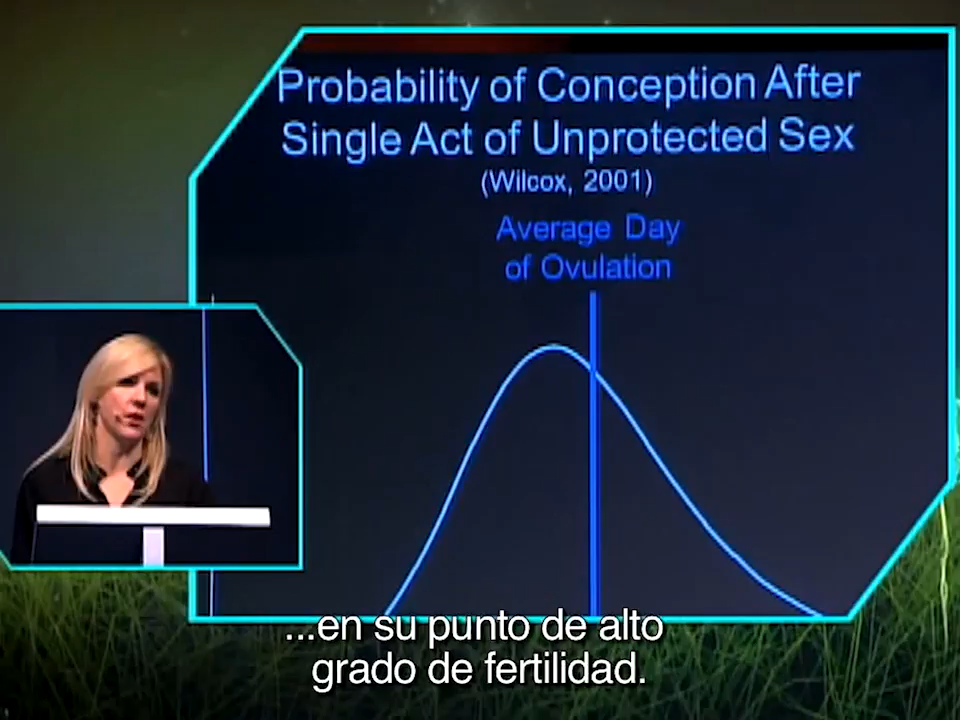 Probability of Conception After
Single Act of Unprotected Sex
(Wilcox, 2001)
Average Day
of Ovulation
...en su punto de alto
grado de fertilidad.